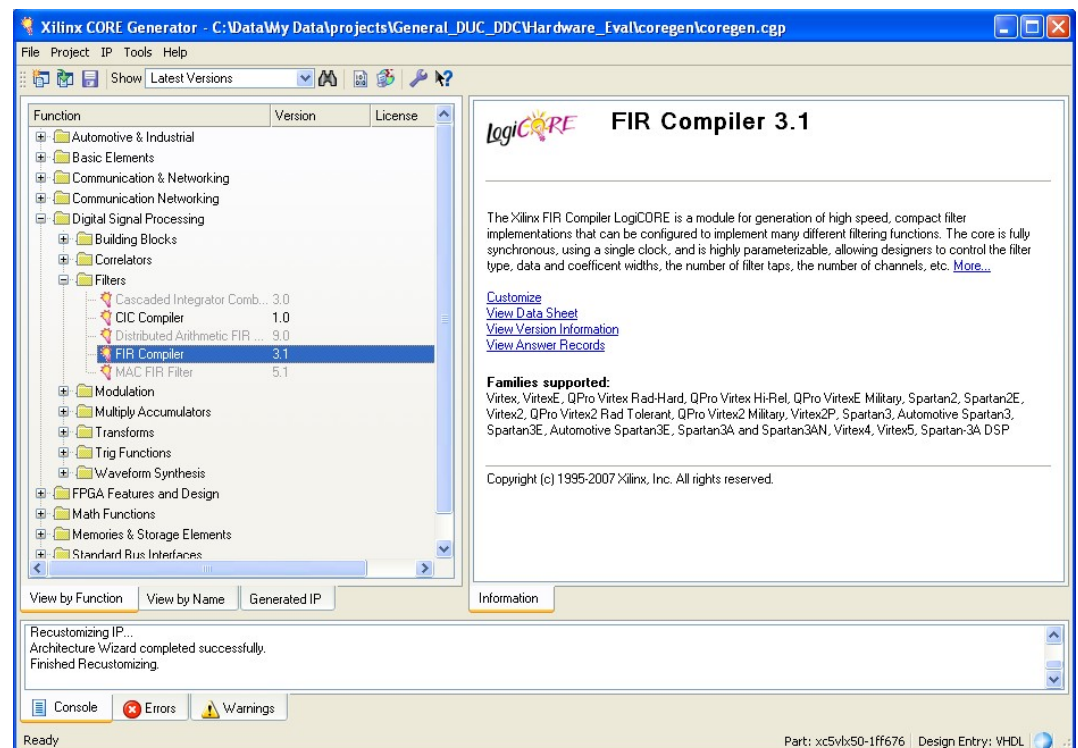 Xilinx CORE Generator - C:\Data\My Data\projects\General_DUC_DDC\Hardware_Eval\coregen\coregen.cgp
File Project IP Tools Help
Show Latest Versions
Function Version License
Automotive & Industrial
Basic Elements
Communication & Networking
Communication Networking
Digital Signal Processing
Building Blocks
Correlators
Filters
Cascaded Integrator Comb... 3.0
CIC Compiler 1.0
Distributed Arithmetic FIR ... 9.0
FIR Compiler 3.1
MAC FIR Filter 5.1
Modulation
Multiply Accumulators
Transforms
Trig Functions
Waveform Synthesis
FPGA Features and Design
Math Functions
Memories & Storage Elements
Standard Bus Interfaces
View by Function View by Name Generated IP
LogiCORE FIR Compiler 3.1
The Xilinx FIR Compiler LogiCORE is a module for generation of high speed, compact filter
implementations that can be configured to implement many different filtering functions. The core is fully
synchronous, using a single clock, and is highly parameterizable, allowing designers to control the filter
type, data and coefficent widths, the number of filter taps, the number of channels, etc. More...
Customize
View Data Sheet
View Version Information
View Answer Records
Families supported:
Virtex, VirtexE, QPro Virtex Rad-Hard, QPro Virtex Hi-Rel, QPro VirtexE Military, Spartan2, Spartan2E,
Virtex2, QPro Virtex2 Rad Tolerant, QPro Virtex2 Military, Virtex2P, Spartan3, Automotive Spartan3,
Spartan3E, Automotive Spartan3E, Spartan3A and Spartan3AN, Virtex4, Virtex5, Spartan-3A DSP
Copyright (c) 1995-2007 Xilinx, Inc. All rights reserved.
Information
Recustomizing IP...
Architecture Wizard completed successfully.
Finished Recustomizing.
Console Errors Warnings
Ready Part: xc5vlx50-1ff676 Design Entry: VHDL